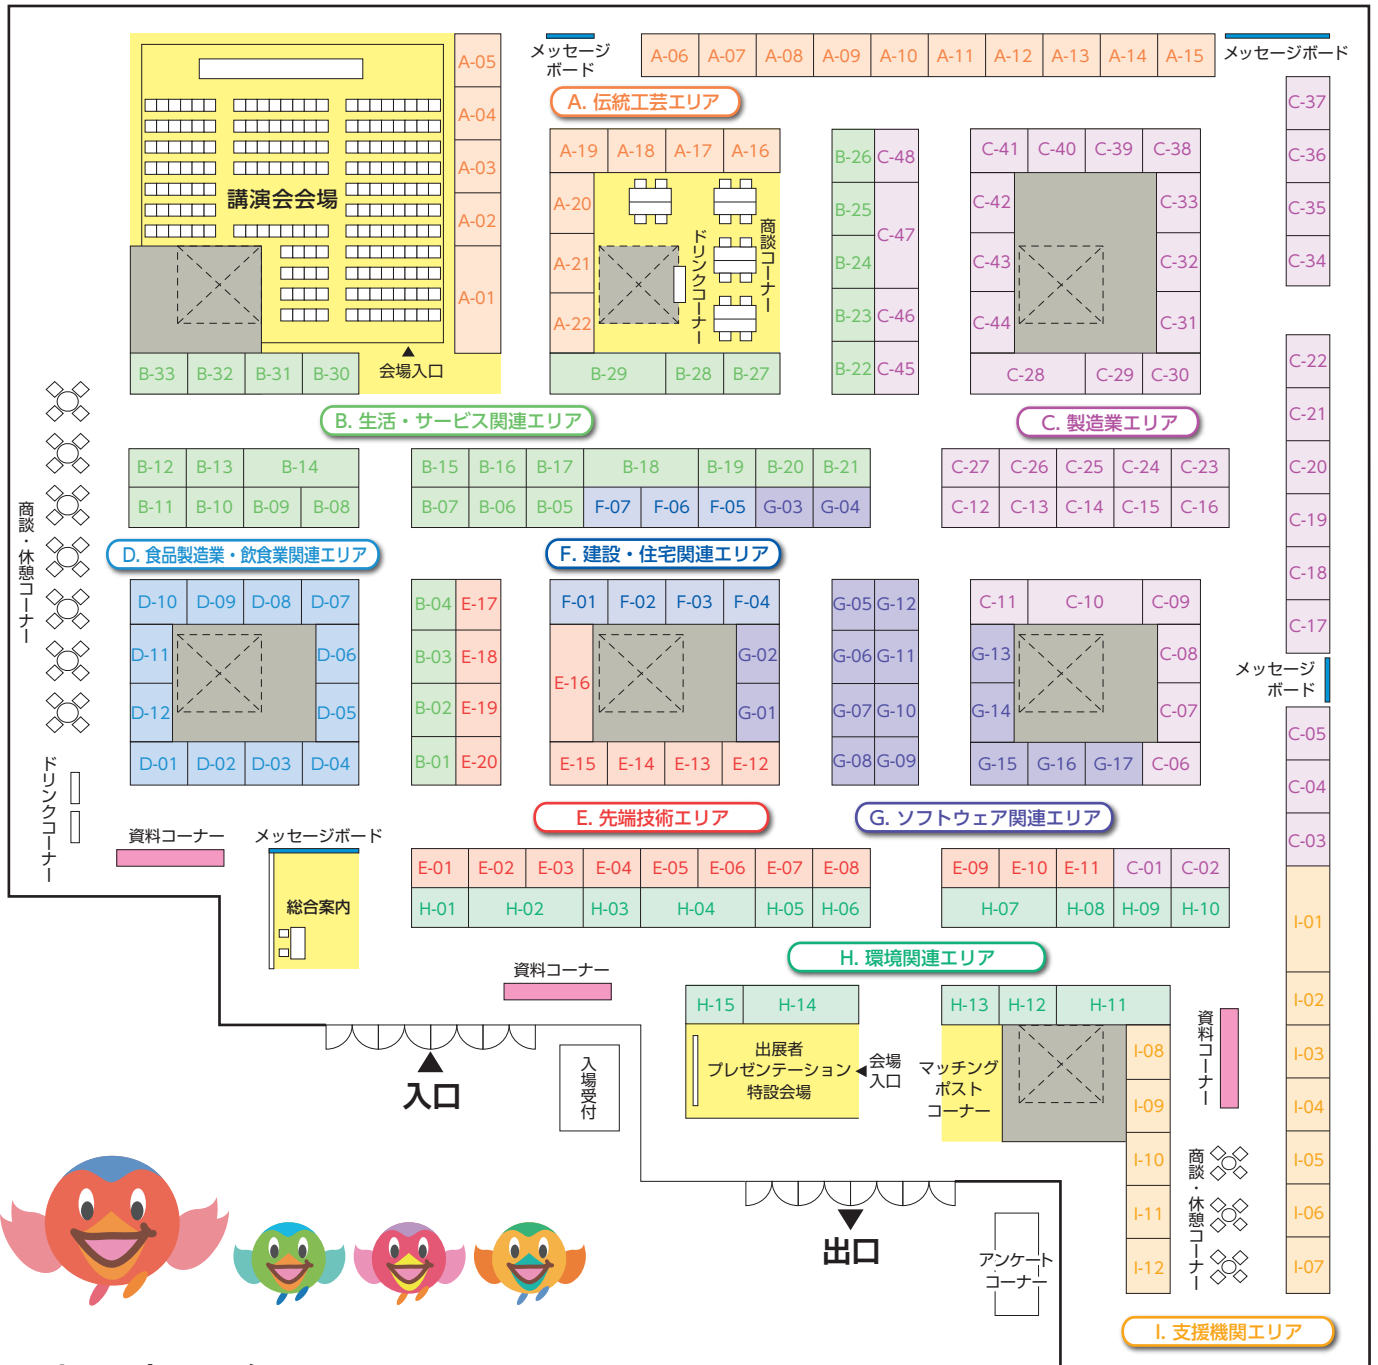 メッセージ
ボード
A-06 A-07 A-08 A-09 A-10 A-11 A-12 A-13 A-14 A-15
メッセージボード
A-05
A-04
A-03
A-02
A-01
講演会会場
会場入口
B-33 B-32 B-31 B-30
A. 伝統工芸エリア
A-19 A-18 A-17 A-16
A-20
A-21
A-22
ドリンクコーナー
商談コーナー
B-29 B-28 B-27
B-26 C-48
B-25
C-47
B-24
B-23 C-46
B-22 C-45
C-41 C-40 C-39 C-38
C-42 C-33
C-43 C-32
C-44 C-31
C-28 C-29 C-30
C-37
C-36
C-35
C-34
C-22
C-21
C-20
C-19
C-18
C-17
B. 生活・サービス関連エリア
C. 製造業エリア
商談・休憩コーナー
B-12 B-13 B-14
B-11 B-10 B-09 B-08
B-15 B-16 B-17 B-18 B-19 B-20 B-21
B-07 B-06 B-05 F-07 F-06 F-05 G-03 G-04
C-27 C-26 C-25 C-24 C-23
C-12 C-13 C-14 C-15 C-16
D. 食品製造業・飲食業関連エリア
F. 建設・住宅関連エリア
D-10 D-09 D-08 D-07
D-11 D-06
D-12 D-05
D-01 D-02 D-03 D-04
B-04 E-17
B-03 E-18
B-02 E-19
B-01 E-20
F-01 F-02 F-03 F-04
G-02
E-16
G-01
E-15 E-14 E-13 E-12
G-05 G-12
G-06 G-11
G-07 G-10
G-08 G-09
C-11 C-10 C-09
G-13 C-08
G-14 C-07
G-15 G-16 G-17 C-06
メッセージ
ボード
C-05
C-04
C-03
I-01
I-02
I-03
I-04
I-05
I-06
I-07
ドリンクコーナー
資料コーナー
メッセージボード
総合案内
E. 先端技術エリア
G. ソフトウェア関連エリア
E-01 E-02 E-03 E-04 E-05 E-06 E-07 E-08
H-01 H-02 H-03 H-04 H-05 H-06
E-09 E-10 E-11 C-01 C-02
H-07 H-08 H-09 H-10
H. 環境関連エリア
資料コーナー
H-15 H-14
出展者
プレゼンテーション
特設会場
会場
入口
H-13 H-12 H-11
マッチング
ポスト
コーナー
I-08
I-09
I-10
I-11
I-12
資料コーナー
商談・休憩コーナー
入口
入場受付
出口
アンケート
コーナー
I. 支援機関エリア